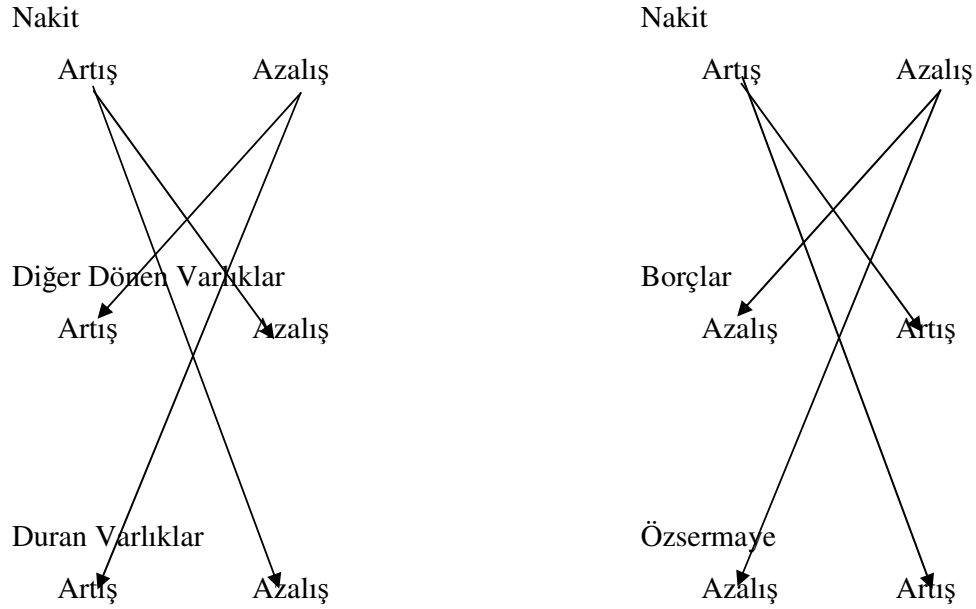 Nakit
Artış Azalış
Diğer Dönen Varlıklar
Artış Azalış
Duran Varlıklar
Artış Azalış
Nakit
Artış Azalış
Borçlar
Azalış Artış
Özsermaye
Azalış Artış